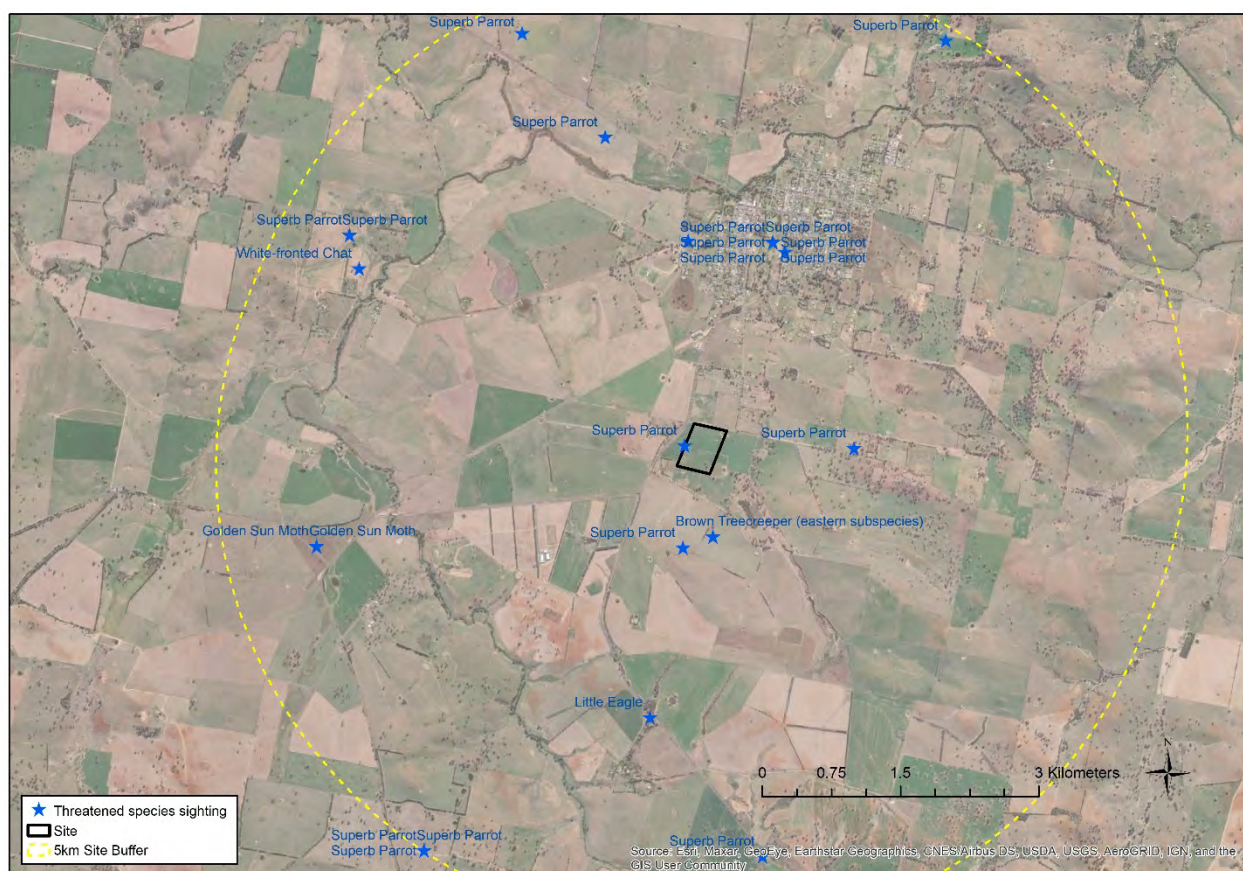 Superb Parrot
Superb Parrot
Superb Parrot
Superb ParrotSuperb Parrot
White-fronted Chat
Superb ParrotSuperb Parrot
Superb Parrot Superb Parrot
Superb Parrot Superb Parrot
Superb Parrot
Superb Parrot
Golden Sun MothGolden Sun Moth
Brown Treecreeper (eastern subspecies)
Superb Parrot
Little Eagle
0 0.75 1.5 3 Kilometers
N
Threatened species sighting
Site
5km Site Buffer
Superb ParrotSuperb Parrot
Superb Parrot
Superb Parrot
Source: Esri, Maxar, GeoEye, Earthstar Geographics, CNES/Airbus DS, USDA, USGS, AeroGRID, IGN, and the
GIS User Community